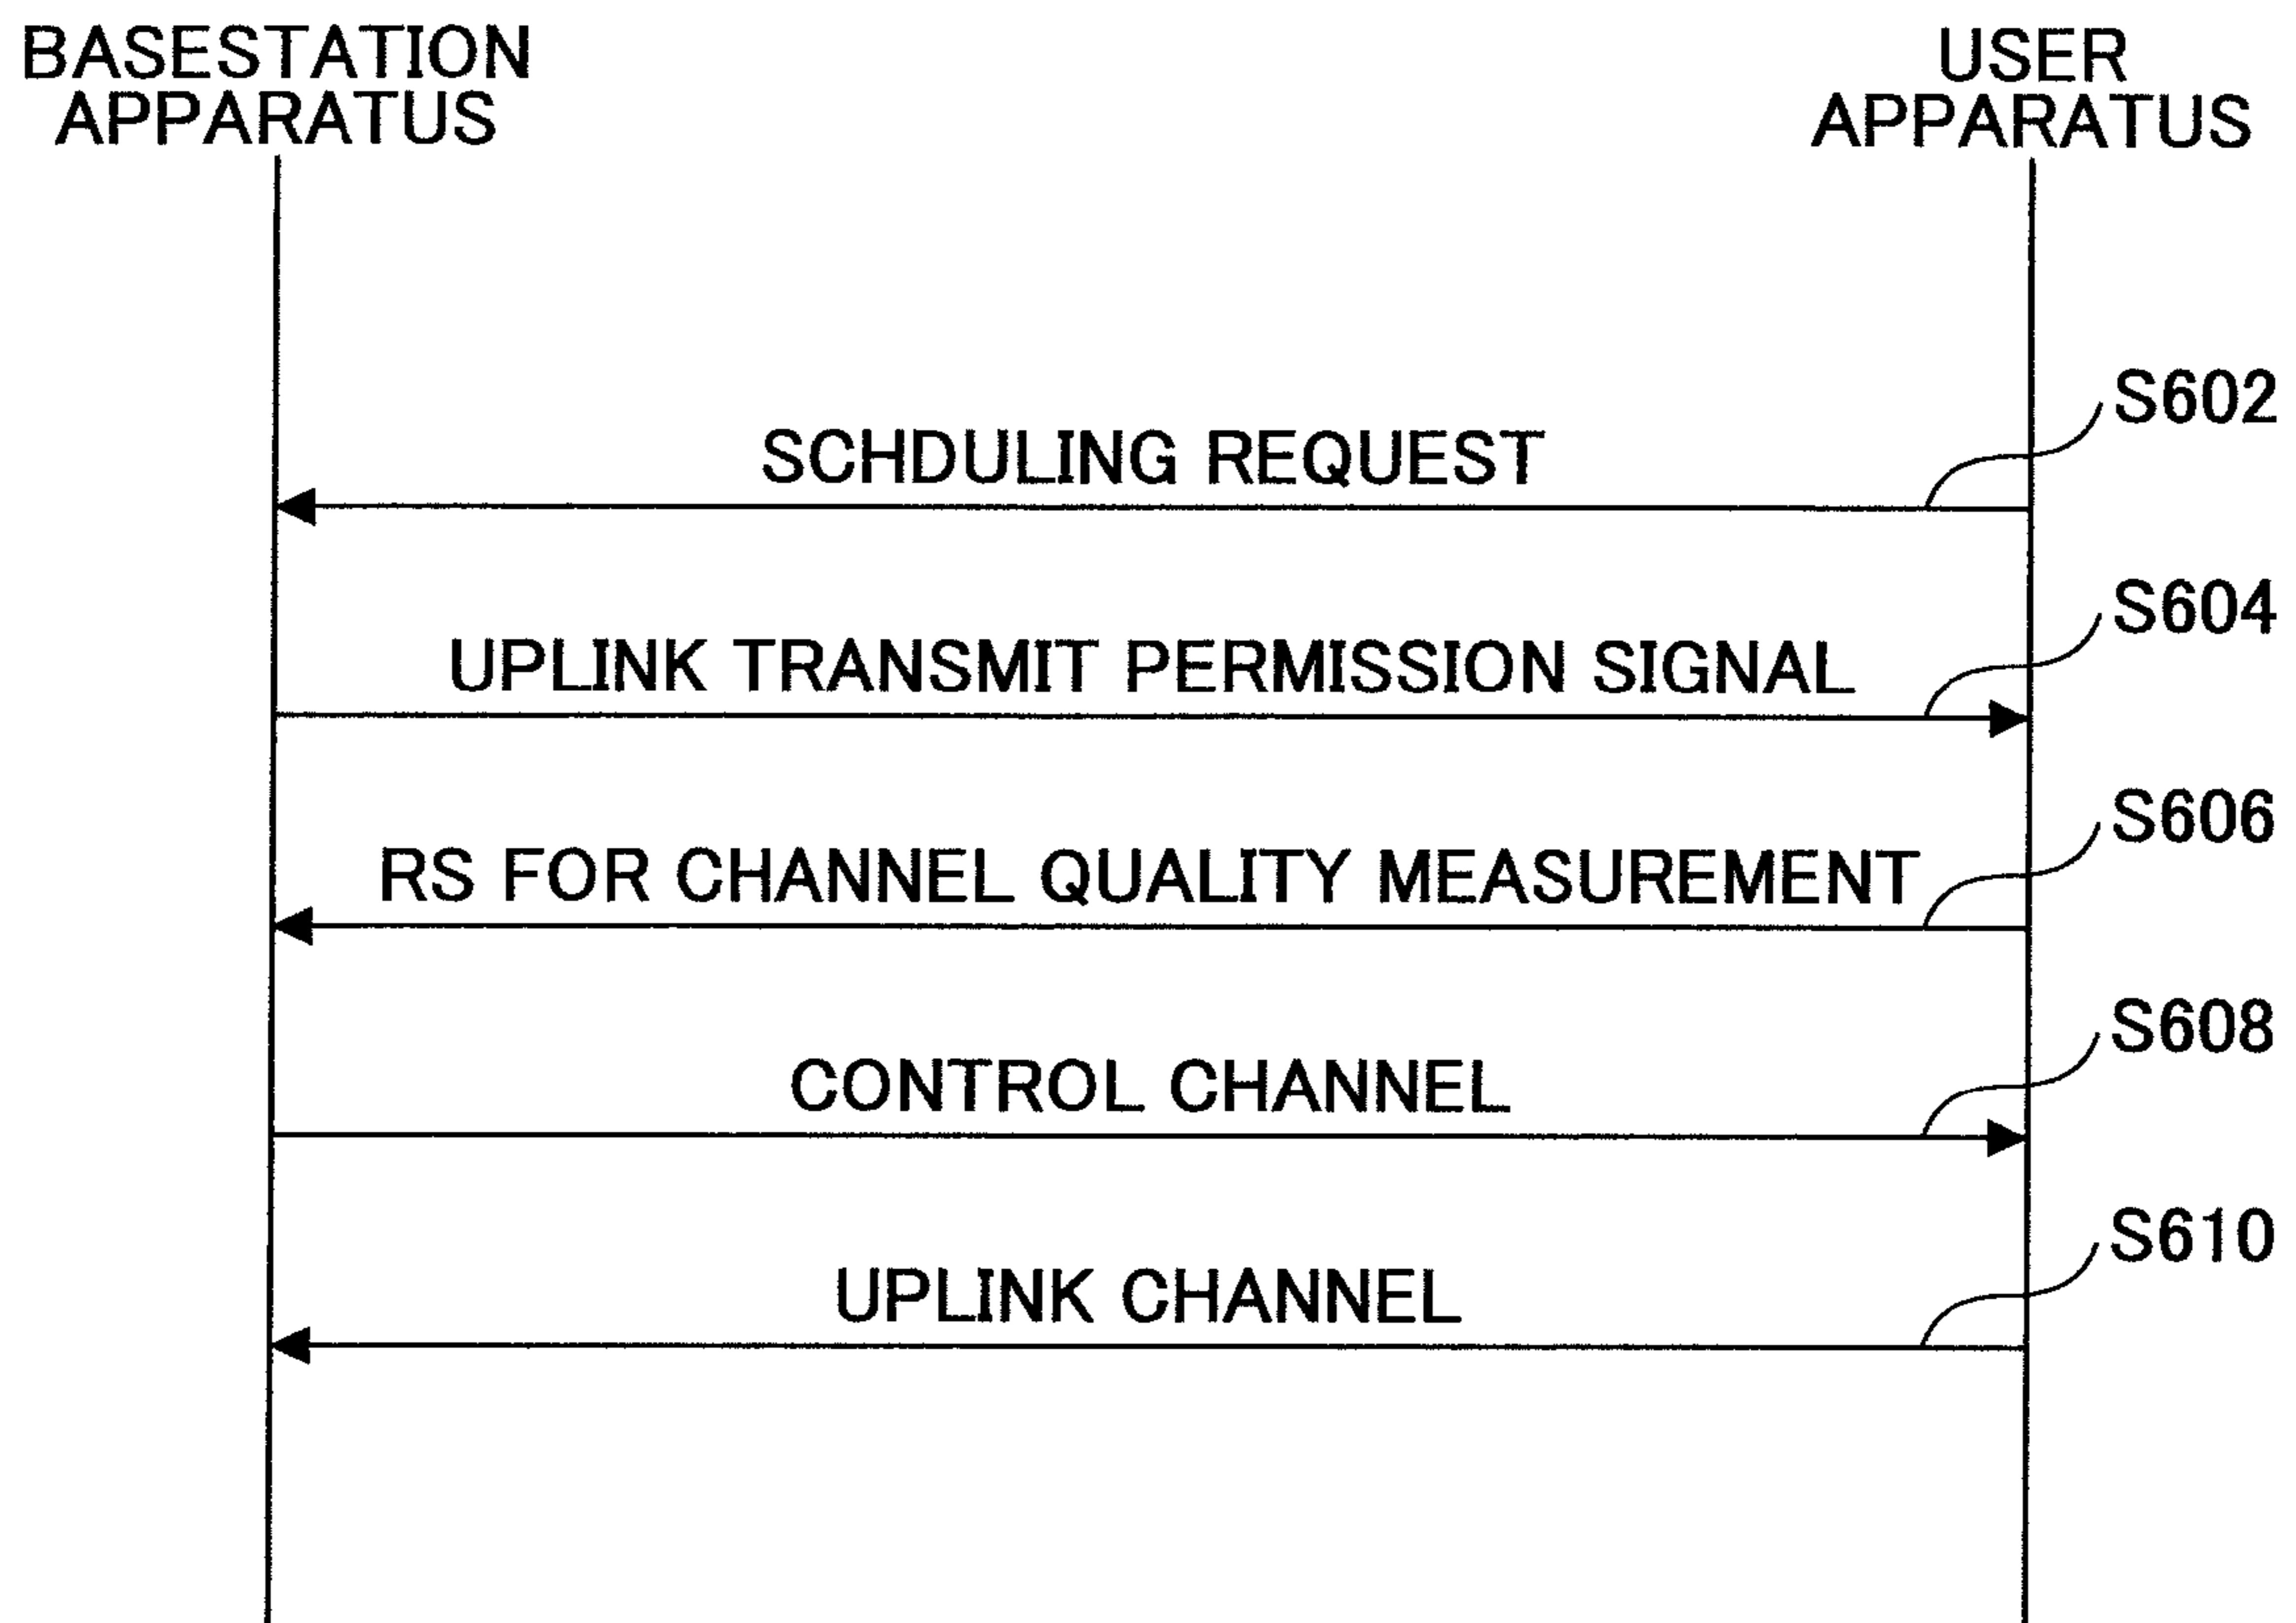 BASESTATION
APPARATUS
USER
APPARATUS
S602
SCHDULING REQUEST
S604
UPLINK TRANSMIT PERMISSION SIGNAL
S606
RS FOR CHANNEL QUALITY MEASUREMENT
S608
CONTROL CHANNEL
S610
UPLINK CHANNEL